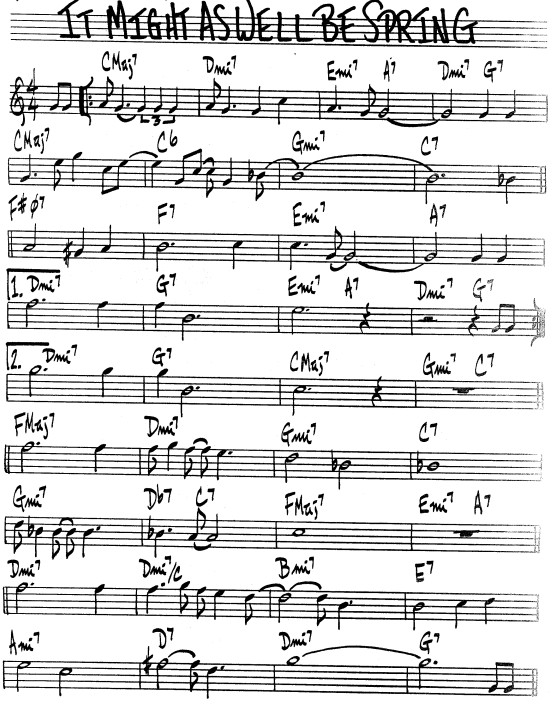 IT MIGHT AS WELL BE SPRING
CMaj7 Dmi7 Emi7 A7 Dmi7 G7
4 4 3
CMaj7 C6 Gmi7 C7
F#ø7 F7 Emi7 A7
1. Dmi7 G7 Emi7 A7 Dmi7 G7
2. Dmi7 G7 CMaj7 Gmi7 C7
FMaj7 Dmi7 Gmi7 C7
Gmi7 Db7 C7 FMaj7 Emi7 A7
Dmi7 Dmi7/C Bmi7 E7
Ami7 D7 Dmi7 G7